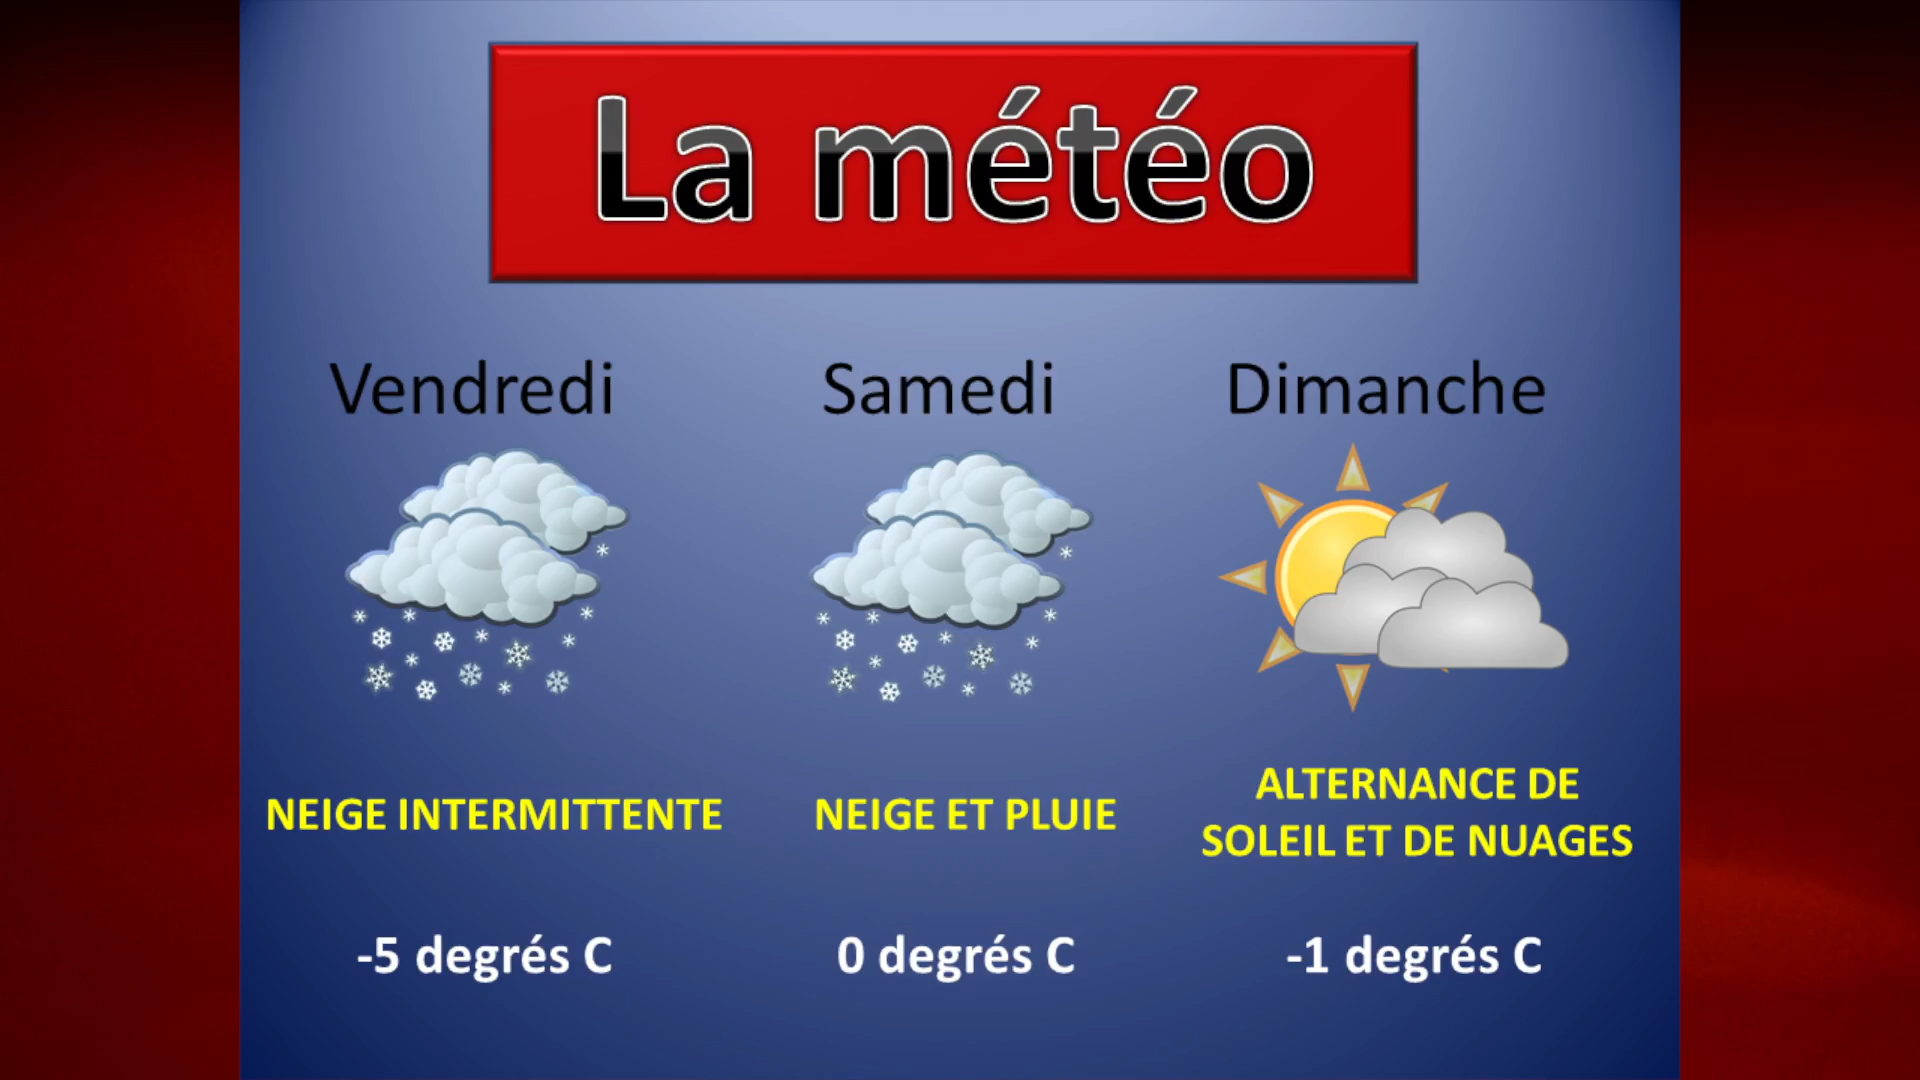 La météo
Vendredi
Samedi
Dimanche
NEIGE INTERMITTENTE
NEIGE ET PLUIE
ALTERNANCE DE
SOLEIL ET DE NUAGES
-5 degrés C
0 degrés C
-1 degrés C